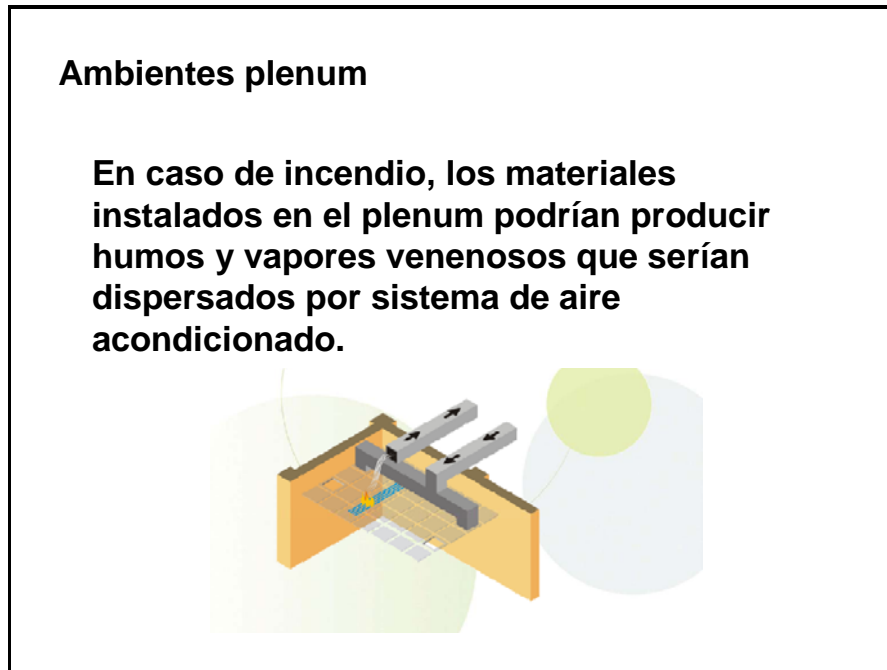 Ambientes plenum
En caso de incendio, los materiales
instalados en el plenum podrían producir
humos y vapores venenosos que serían
dispersados por sistema de aire
acondicionado.